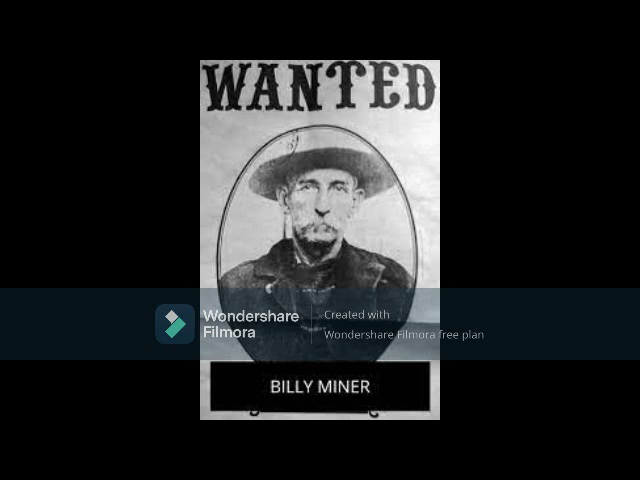 WANTED
Wondershare
Filmora
Created with
Wondershare Filmora free plan
BILLY MINER